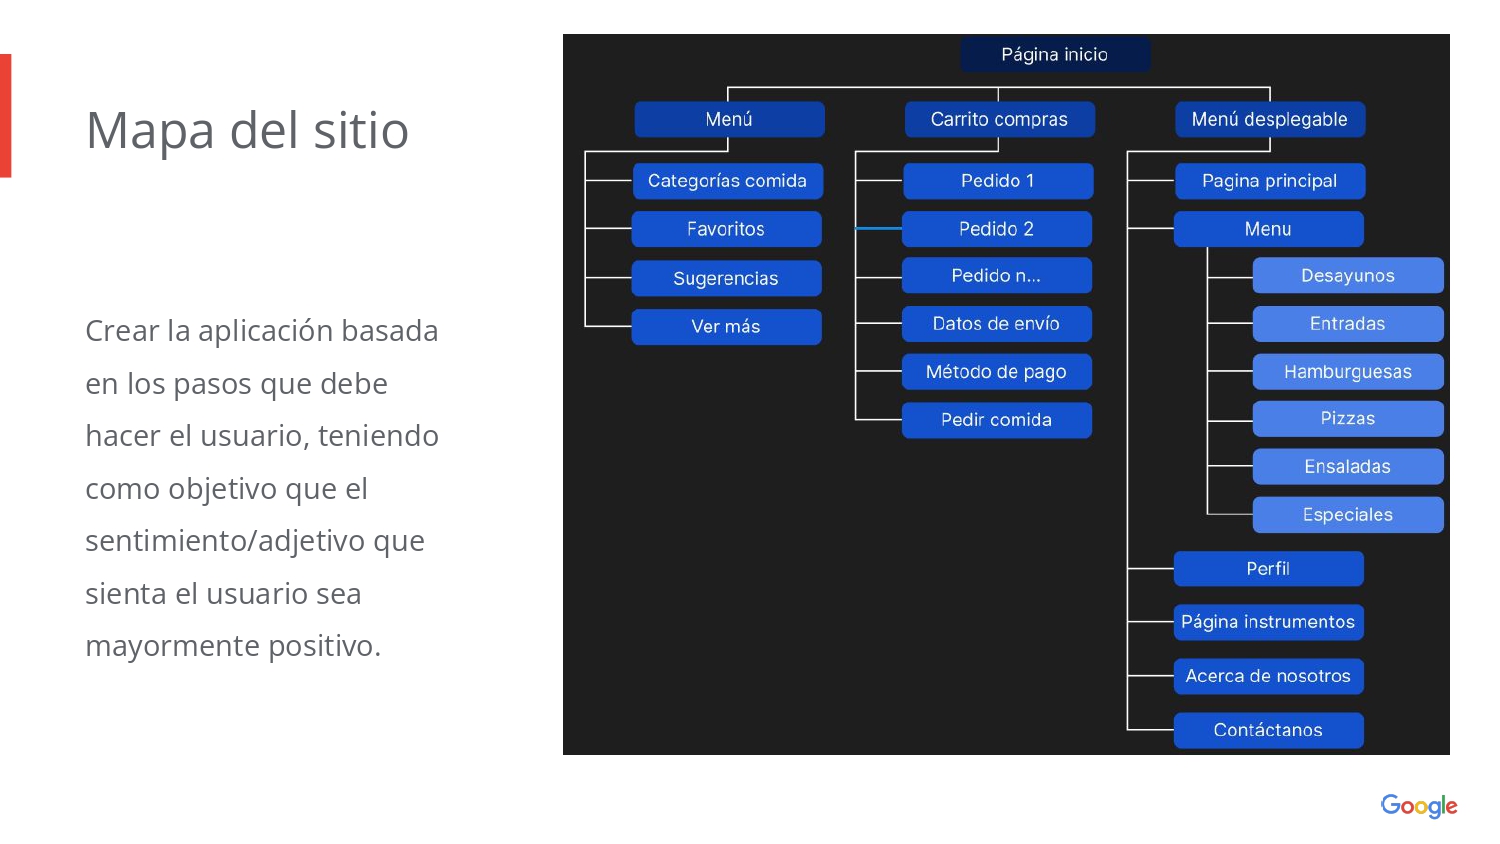 Mapa del sitio
Crear la aplicación basada
en los pasos que debe
hacer el usuario, teniendo
como objetivo que el
sentimiento/adjetivo que
sienta el usuario sea
mayormente positivo.
Página inicio
Menú
Categorías comida
Favoritos
Sugerencias
Ver más
Carrito compras
Pedido 1
Pedido 2
Pedido n...
Datos de envío
Método de pago
Pedir comida
Menú desplegable
Pagina principal
Menu
Desayunos
Entradas
Hamburguesas
Pizzas
Ensaladas
Especiales
Perfil
Página instrumentos
Acerca de nosotros
Contáctanos
Google